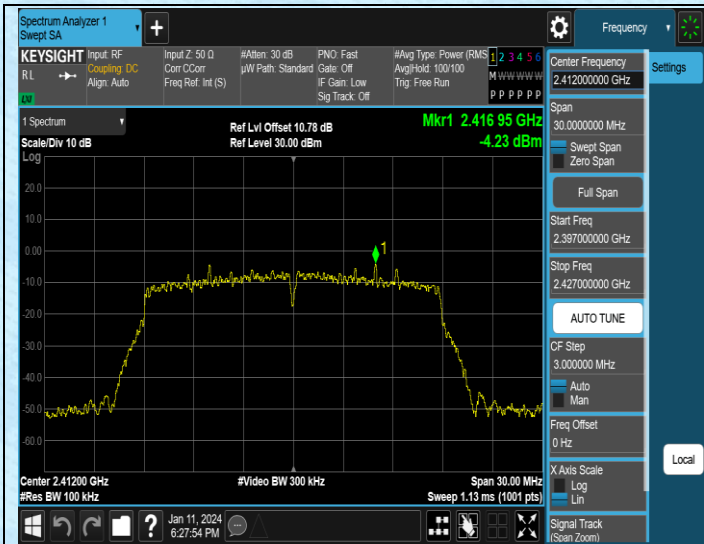 Spectrum Analyzer 1
Swept SA
+
Frequency
KEYSIGHT
RL
LXI
Input: RF
Coupling: DC
Align: Auto
Input Z: 50 Ω
Corr CCorr
Freq Ref: Int (S)
#Atten: 30 dB
µW Path: Standard
PNO: Fast
Gate: Off
IF Gain: Low
Sig Track: Off
#Avg Type: Power (RMS
Avg|Hold: 100/100
Trig: Free Run
1 2 3 4 5 6
M W W W W W
P P P P P P
Center Frequency
2.412000000 GHz
Settings
Span
30.0000000 MHz
Swept Span
Zero Span
Full Span
Start Freq
2.397000000 GHz
Stop Freq
2.427000000 GHz
AUTO TUNE
CF Step
3.000000 MHz
Auto
Man
Freq Offset
0 Hz
X Axis Scale
Log
Lin
Signal Track
(Span Zoom)
Local
1 Spectrum
Scale/Div 10 dB
Log
Ref Lvl Offset 10.78 dB
Ref Level 30.00 dBm
Mkr1 2.416 95 GHz
-4.23 dBm
20.0
10.0
0.00
-10.0
-20.0
-30.0
-40.0
-50.0
-60.0
1
Center 2.41200 GHz
#Res BW 100 kHz
#Video BW 300 kHz
Span 30.00 MHz
Sweep 1.13 ms (1001 pts)
?
Jan 11, 2024
6:27:54 PM